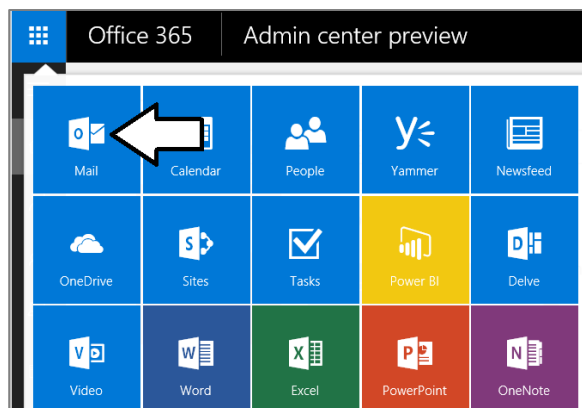 Office 365 Admin center preview
Mail Calendar People Yammer Newsfeed
OneDrive Sites Tasks Power BI Delve
Video Word Excel PowerPoint OneNote